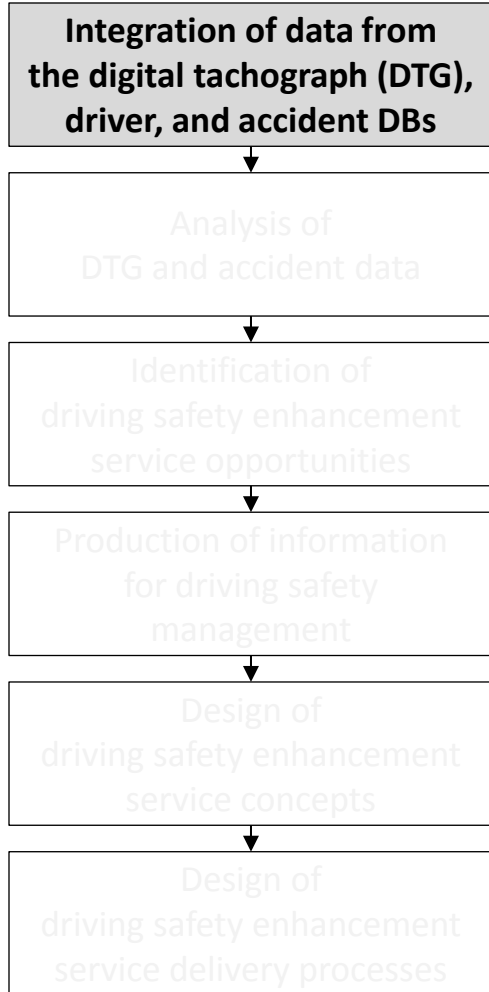 Integration of data from
the digital tachograph (DTG),
driver, and accident DBs
Analysis of
DTG and accident data
Identification of
driving safety enhancement
service opportunities
Production of information
for driving safety
management
Design of
driving safety enhancement
service concepts
Design of
driving safety enhancement
service delivery processes